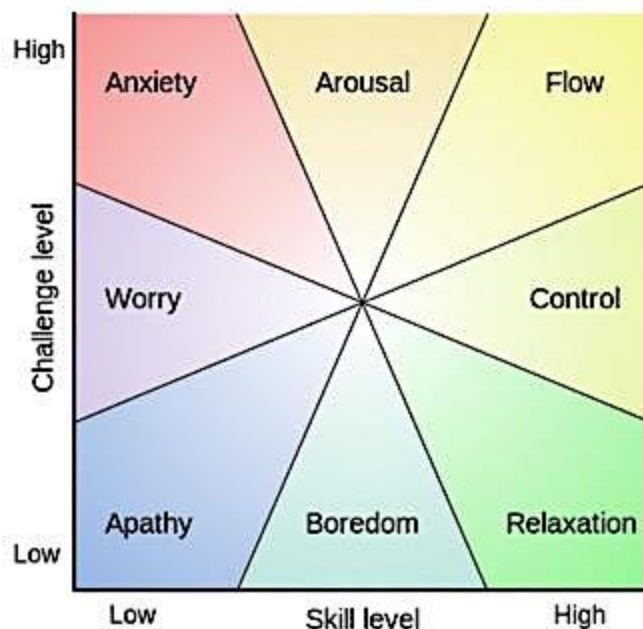 High
Anxiety
Arousal
Flow
Challenge level
Worry
Control
Apathy
Boredom
Relaxation
Low
Low
Skill level
High